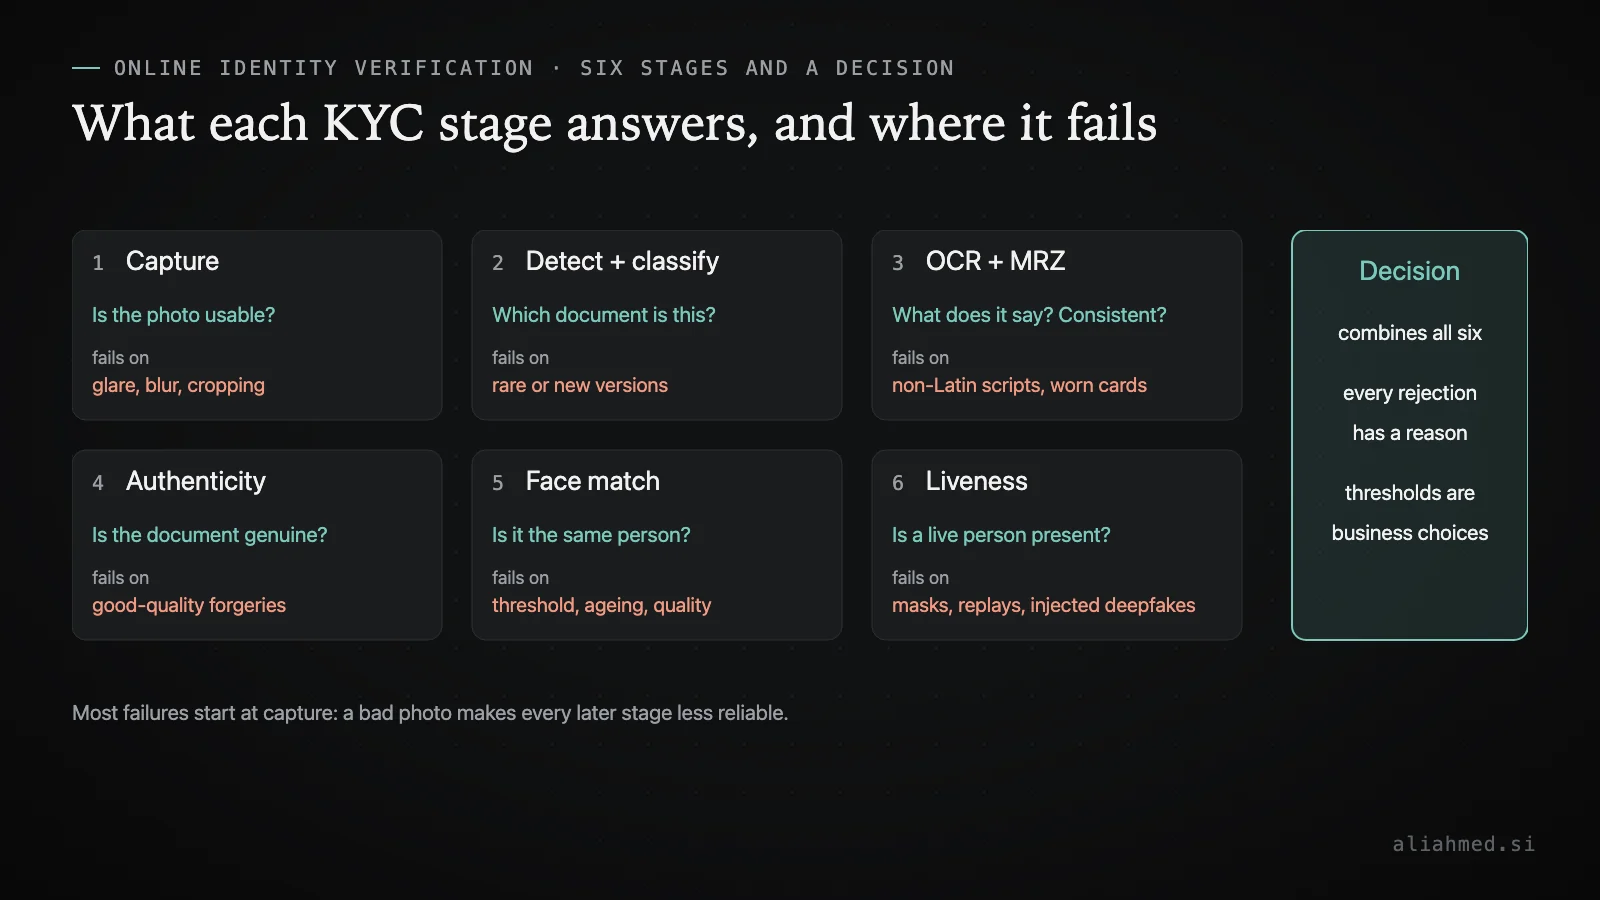 ONLINE IDENTITY VERIFICATION · SIX STAGES AND A DECISION
What each KYC stage answers, and where it fails
1 Capture
Is the photo usable?
fails on
glare, blur, cropping
2 Detect + classify
Which document is this?
fails on
rare or new versions
3 OCR + MRZ
What does it say? Consistent?
fails on
non-Latin scripts, worn cards
4 Authenticity
Is the document genuine?
fails on
good-quality forgeries
5 Face match
Is it the same person?
fails on
threshold, ageing, quality
6 Liveness
Is a live person present?
fails on
masks, replays, injected deepfakes
Decision
combines all six
every rejection
has a reason
thresholds are
business choices
Most failures start at capture: a bad photo makes every later stage less reliable.
aliahmed.si